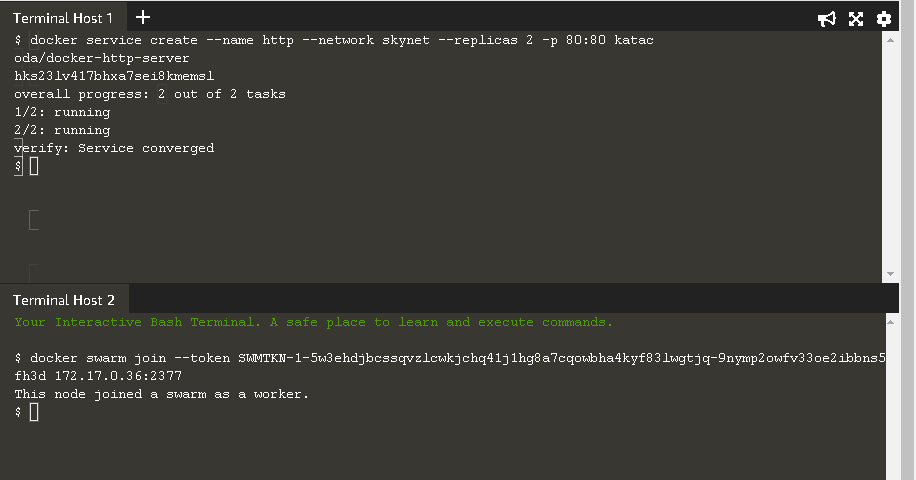 Terminal Host 1 +
$ docker service create --name http --network skynet --replicas 2 -p 80:80 katac
oda/docker-http-server
hks23lv417bhxa7sei8kmemsl
overall progress: 2 out of 2 tasks
1/2: running
2/2: running
verify: Service converged
$
Terminal Host 2
Your Interactive Bash Terminal. A safe place to learn and execute commands.
$ docker swarm join --token SWMTKN-1-5w3ehdjbcssqvzlcwkjchq41j1hg8a7cqowbha4kyf83lwgtjq-9nymp2owfv33oe2ibbns5
fh3d 172.17.0.36:2377
This node joined a swarm as a worker.
$